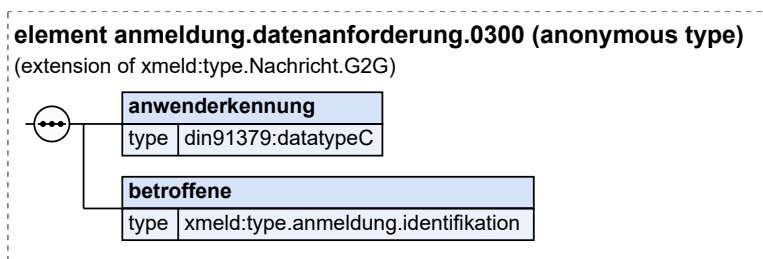 element anmeldung.datenanforderung.0300 (anonymous type)
(extension of xmeld:type.Nachricht.G2G)
anwenderkennung
type din91379:datatypeC
betroffene
type xmeld:type.anmeldung.identifikation